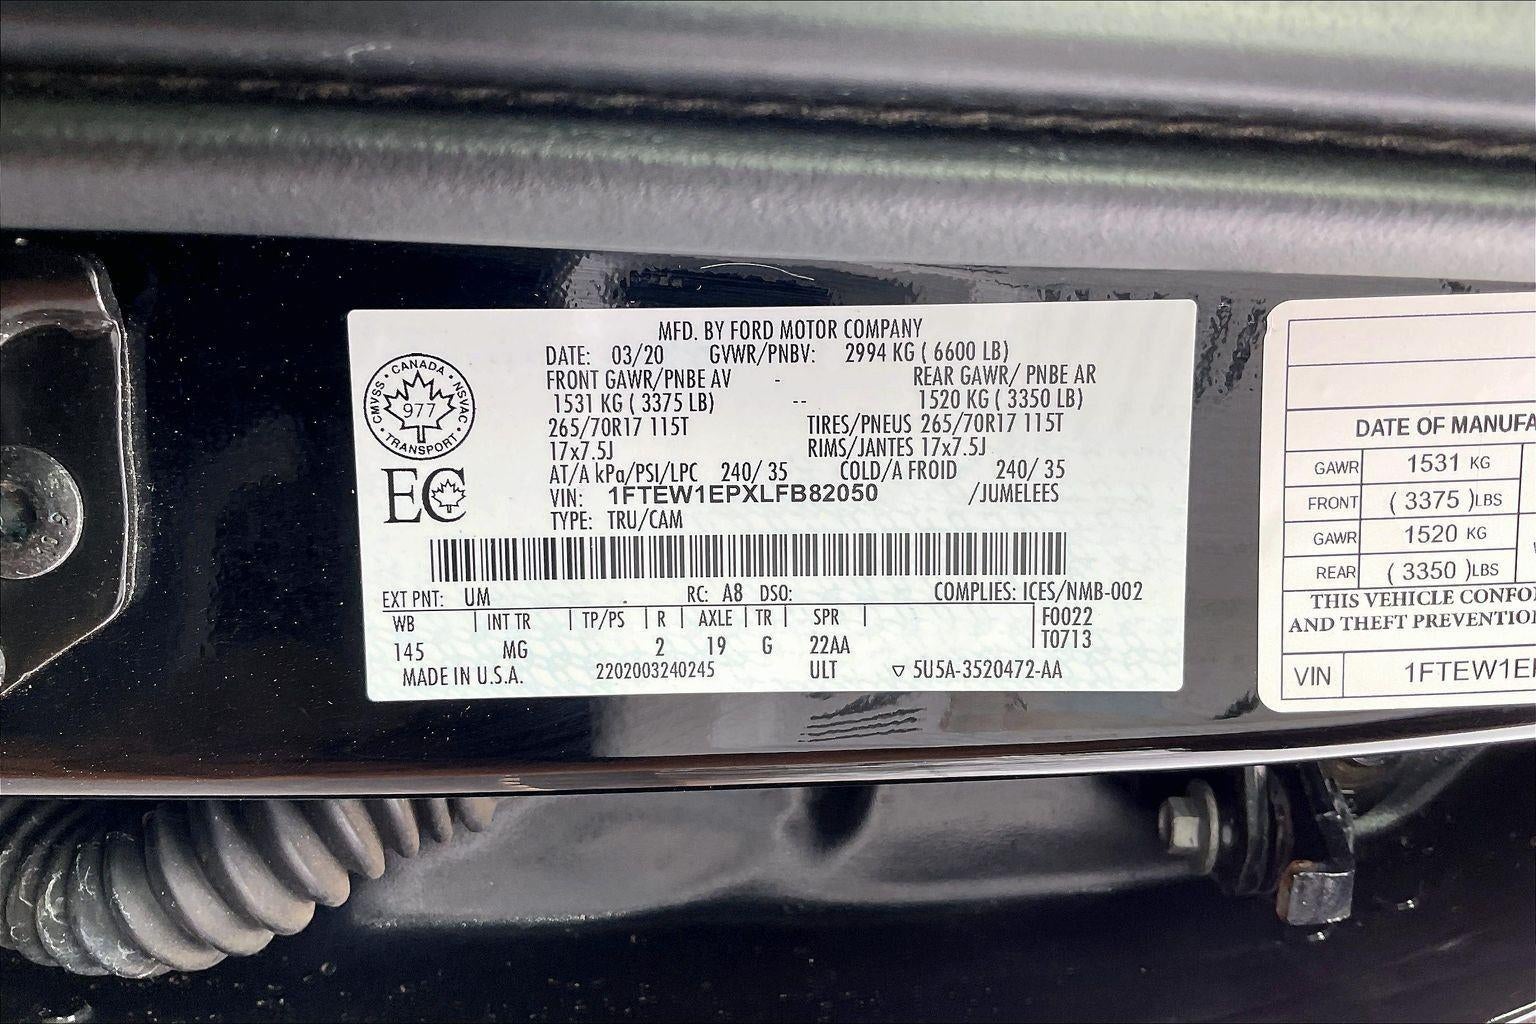 MFD. BY FORD MOTOR COMPANY
DATE: 03/20 GVWR/PNBV: 2994 KG ( 6600 LB)
FRONT GAWR/PNBE AV - REAR GAWR/ PNBE AR
1531 KG ( 3375 LB) -- 1520 KG ( 3350 LB)
265/70R17 115T TIRES/PNEUS 265/70R17 115T
17x7.5J RIMS/JANTES 17x7.5J
AT/A kPa/PSI/LPC 240/ 35 COLD/A FROID 240/ 35
VIN: 1FTEW1EPXLFB82050 /JUMELEES
TYPE: TRU/CAM
CANADA
CMVSS • NSVAC
977
TRANSPORT
EC
EXT PNT: UM RC: A8 DSO: COMPLIES: ICES/NMB-002
WB | INT TR | TP/PS | R | AXLE | TR | SPR | F0022
145 MG 2 19 G 22AA T0713
MADE IN U.S.A. 2202003240245 ULT ▽ 5U5A-3520472-AA
DATE OF MANUFA
GAWR 1531 KG
FRONT ( 3375 )LBS
GAWR 1520 KG
REAR ( 3350 )LBS
THIS VEHICLE CONFO
AND THEFT PREVENTIO
VIN 1FTEW1E